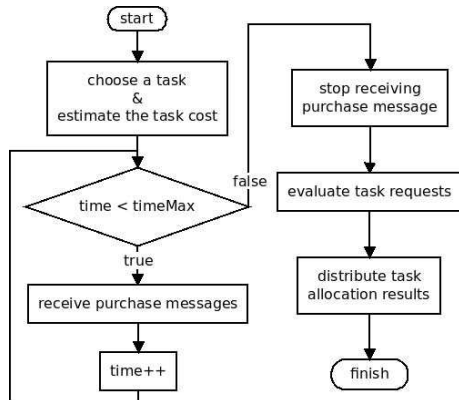 start
choose a task
&
estimate the task cost
time < timeMax
true
receive purchase messages
time++
false
stop receiving
purchase message
evaluate task requests
distribute task
allocation results
finish